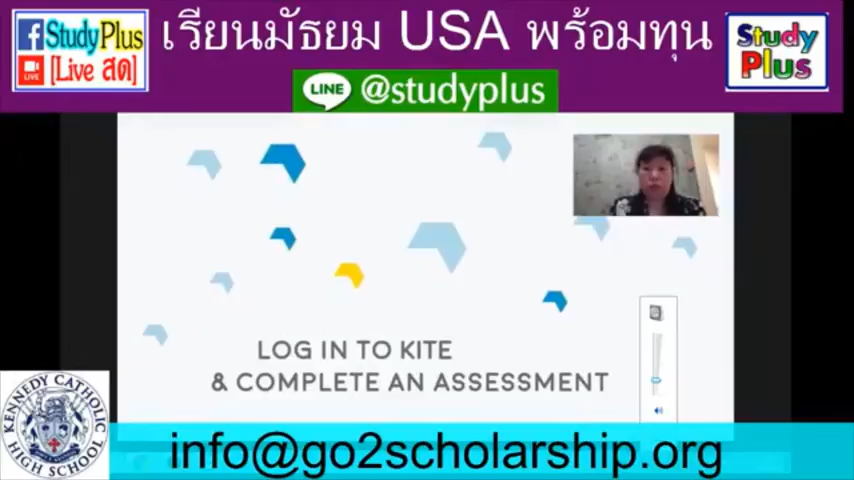 StudyPlus
LIVE [Live สด]
เรียนมัธยม USA พร้อมทุน
Study
Plus
LINE @studyplus
LOG IN TO KITE
& COMPLETE AN ASSESSMENT
KENNEDY CATHOLIC
HIGH SCHOOL
info@go2scholarship.org